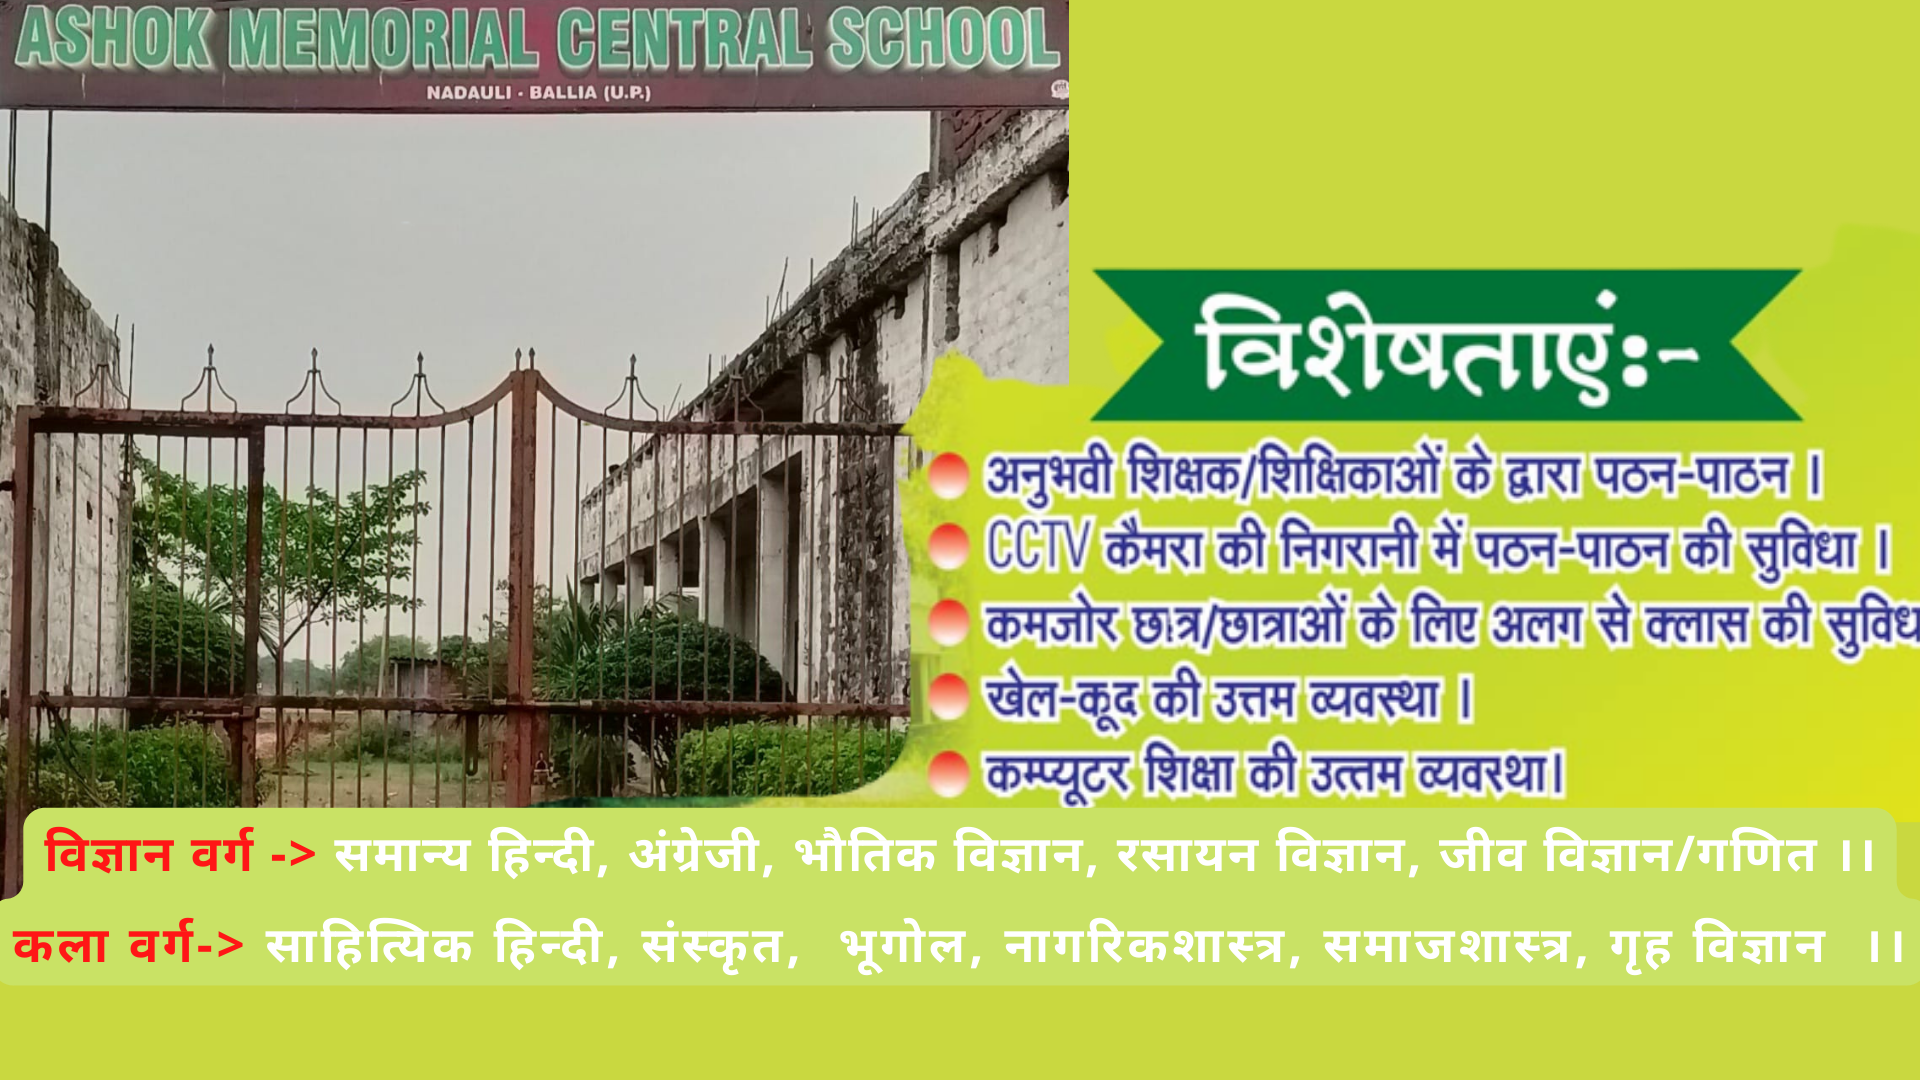 ASHOK MEMORIAL CENTRAL SCHOOL
NADAULI - BALLIA (U.P.)
विशेषताएं:-
अनुभवी शिक्षक/शिक्षिकाओं के द्वारा पठन-पाठन ।
CCTV कैमरा की निगरानी में पठन-पाठन की सुविधा ।
कमजोर छात्र/छात्राओं के लिए अलग से क्लास की सुविध
खेल-कूद की उत्तम व्यवस्था ।
कम्प्यूटर शिक्षा की उत्तम व्यवस्था।
विज्ञान वर्ग -> समान्य हिन्दी, अंग्रेजी, भौतिक विज्ञान, रसायन विज्ञान, जीव विज्ञान/गणित ।।
कला वर्ग-> साहित्यिक हिन्दी, संस्कृत, भूगोल, नागरिकशास्त्र, समाजशास्त्र, गृह विज्ञान ।।